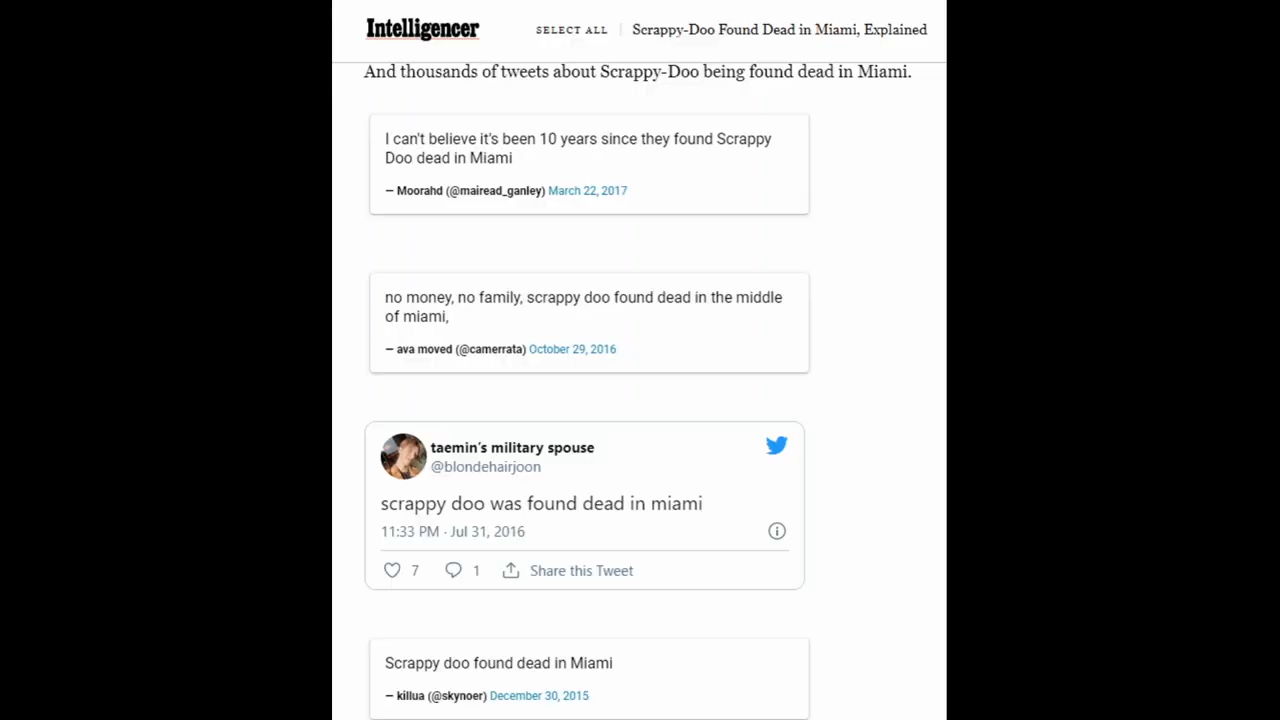 Intelligencer SELECT ALL | Scrappy-Doo Found Dead in Miami, Explained
And thousands of tweets about Scrappy-Doo being found dead in Miami.
I can't believe it's been 10 years since they found Scrappy
Doo dead in Miami
— Moorahd (@mairead_ganley) March 22, 2017
no money, no family, scrappy doo found dead in the middle
of miami,
— ava moved (@camerrata) October 29, 2016
taemin's military spouse
@blondehairjoon
scrappy doo was found dead in miami
11:33 PM · Jul 31, 2016
7 1 Share this Tweet
Scrappy doo found dead in Miami
— killua (@skynoer) December 30, 2015